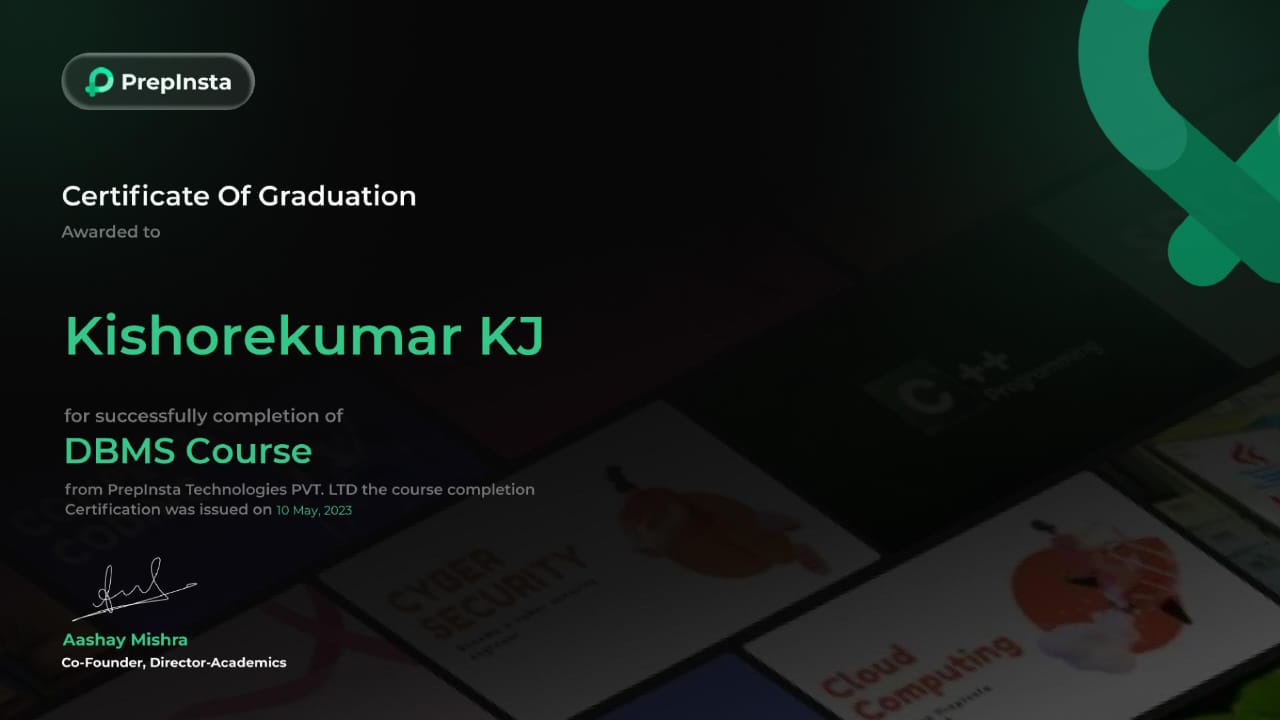 PrepInsta
Certificate Of Graduation
Awarded to
Kishorekumar KJ
for successfully completion of
DBMS Course
from PrepInsta Technologies PVT. LTD the course completion
Certification was issued on 10 May, 2023
Aashay Mishra
Co-Founder, Director-Academics
C++
Programming
CYBER
SECURITY
Cloud
Computing